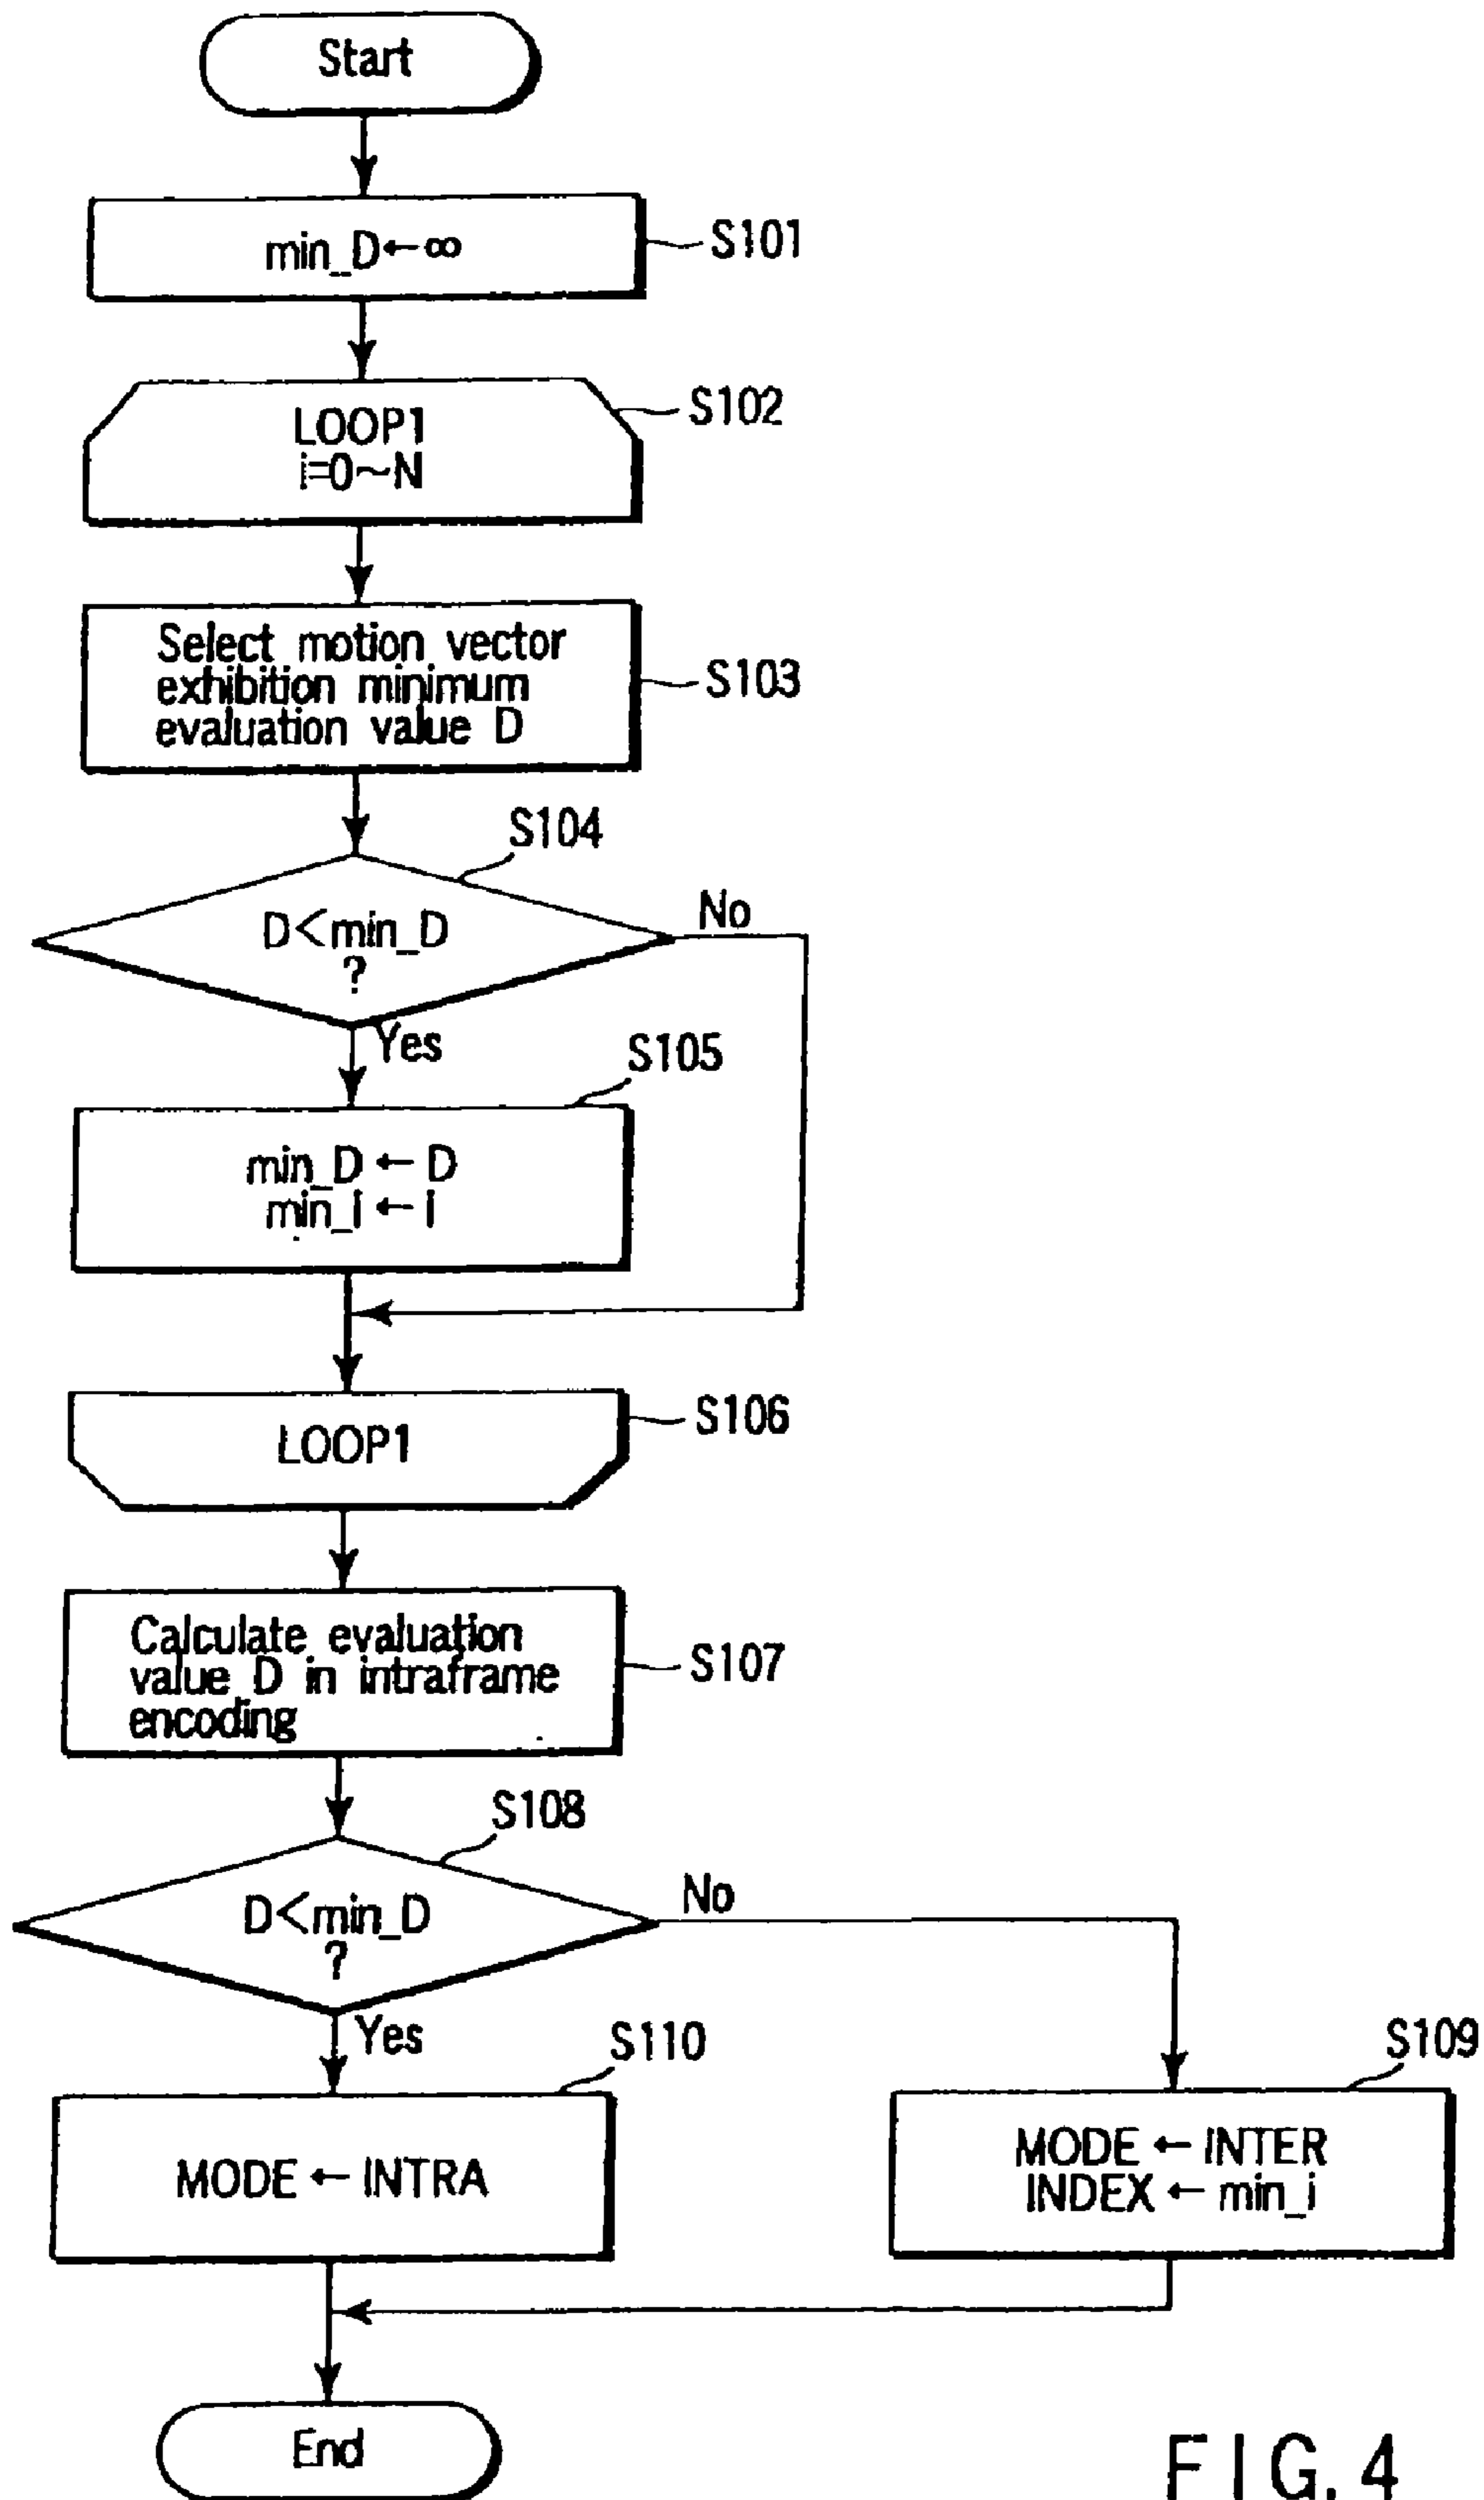 Start
min_D←∞
S101
LOOP1
i=0~N
S102
Select motion vector
exhibition minimum
evaluation value D
S103
S104
D<min_D
?
No
Yes
S105
min_D ← D
min_i ← i
LOOP1
S106
Calculate evaluation
value D in intraframe
encoding
S107
S108
D<min_D
?
No
Yes
S110
MODE ← INTRA
S109
MODE ← INTER
INDEX ← min_i
End
FIG. 4